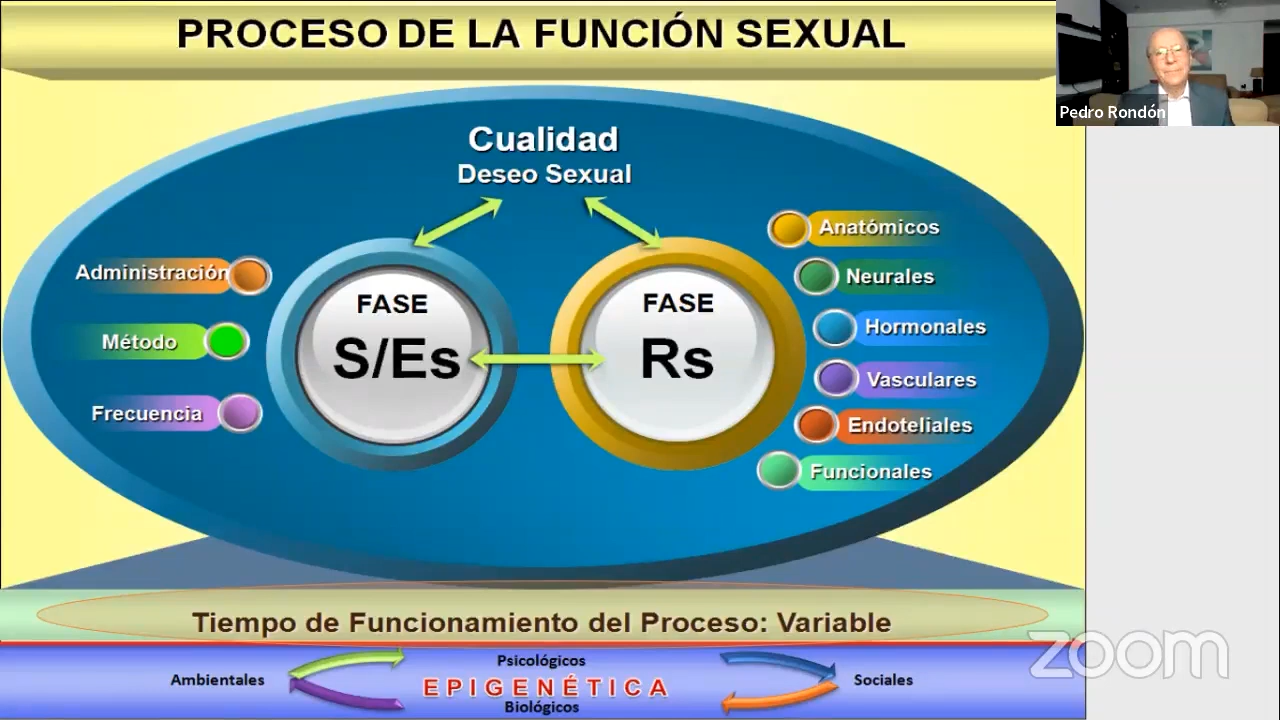 PROCESO DE LA FUNCIÓN SEXUAL
Pedro Rondón
Cualidad
Deseo Sexual
Administración
Método
Frecuencia
FASE
S/Es
FASE
Rs
Anatómicos
Neurales
Hormonales
Vasculares
Endoteliales
Funcionales
Tiempo de Funcionamiento del Proceso: Variable
zoom
Ambientales
Psicológicos
EPIGENÉTICA
Biológicos
Sociales